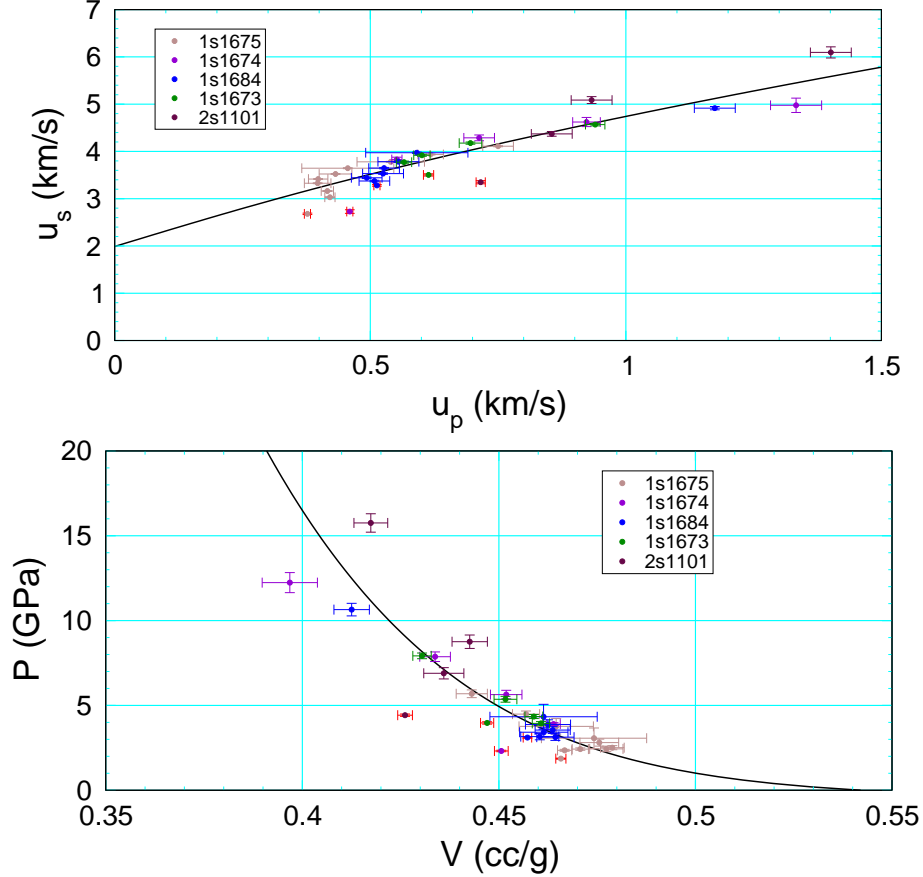 7
6
5
4
3
2
1
0
u_s (km/s)
1s1675
1s1674
1s1684
1s1673
2s1101
0 0.5 1 1.5
u_p (km/s)
20
15
10
5
0
P (GPa)
1s1675
1s1674
1s1684
1s1673
2s1101
0.35 0.4 0.45 0.5 0.55
V (cc/g)